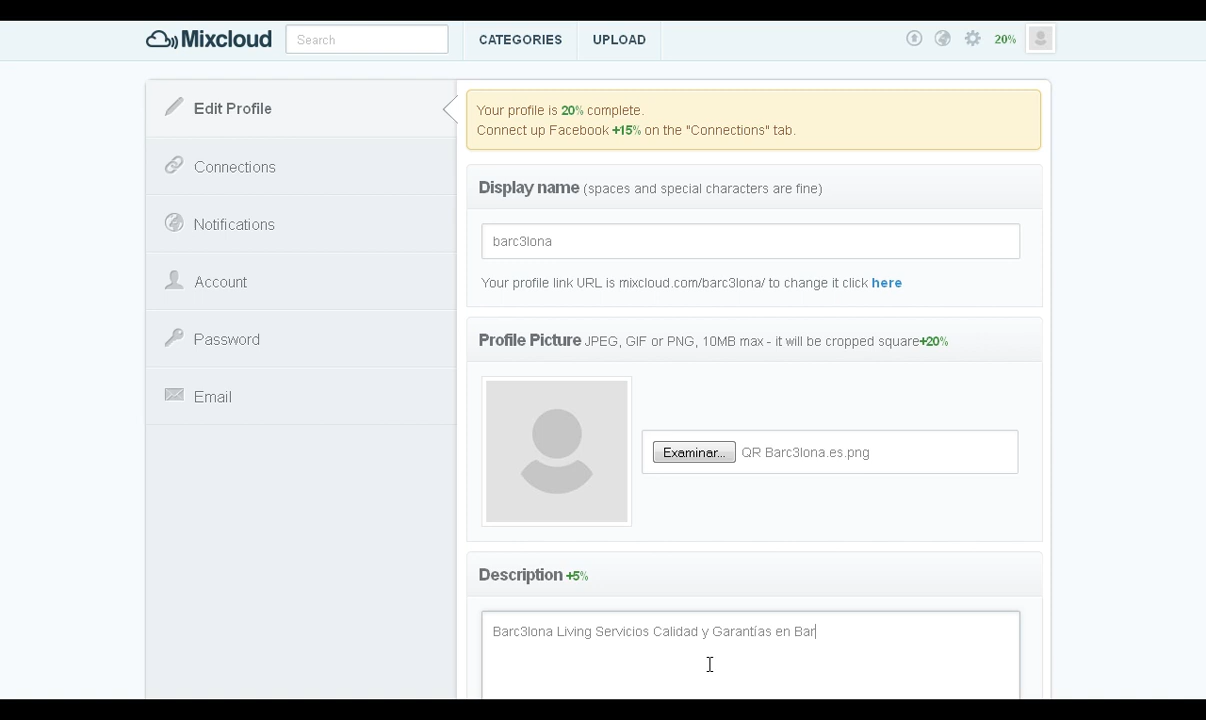 Mixcloud
Search
CATEGORIES
UPLOAD
20%
Edit Profile
Connections
Notifications
Account
Password
Email
Your profile is 20% complete.
Connect up Facebook +15% on the "Connections" tab.
Display name (spaces and special characters are fine)
barc3lona
Your profile link URL is mixcloud.com/barc3lona/ to change it click here
Profile Picture JPEG, GIF or PNG, 10MB max - it will be cropped square+20%
Examinar... QR Barc3lona.es.png
Description +5%
Barc3lona Living Servicios Calidad y Garantías en Bar